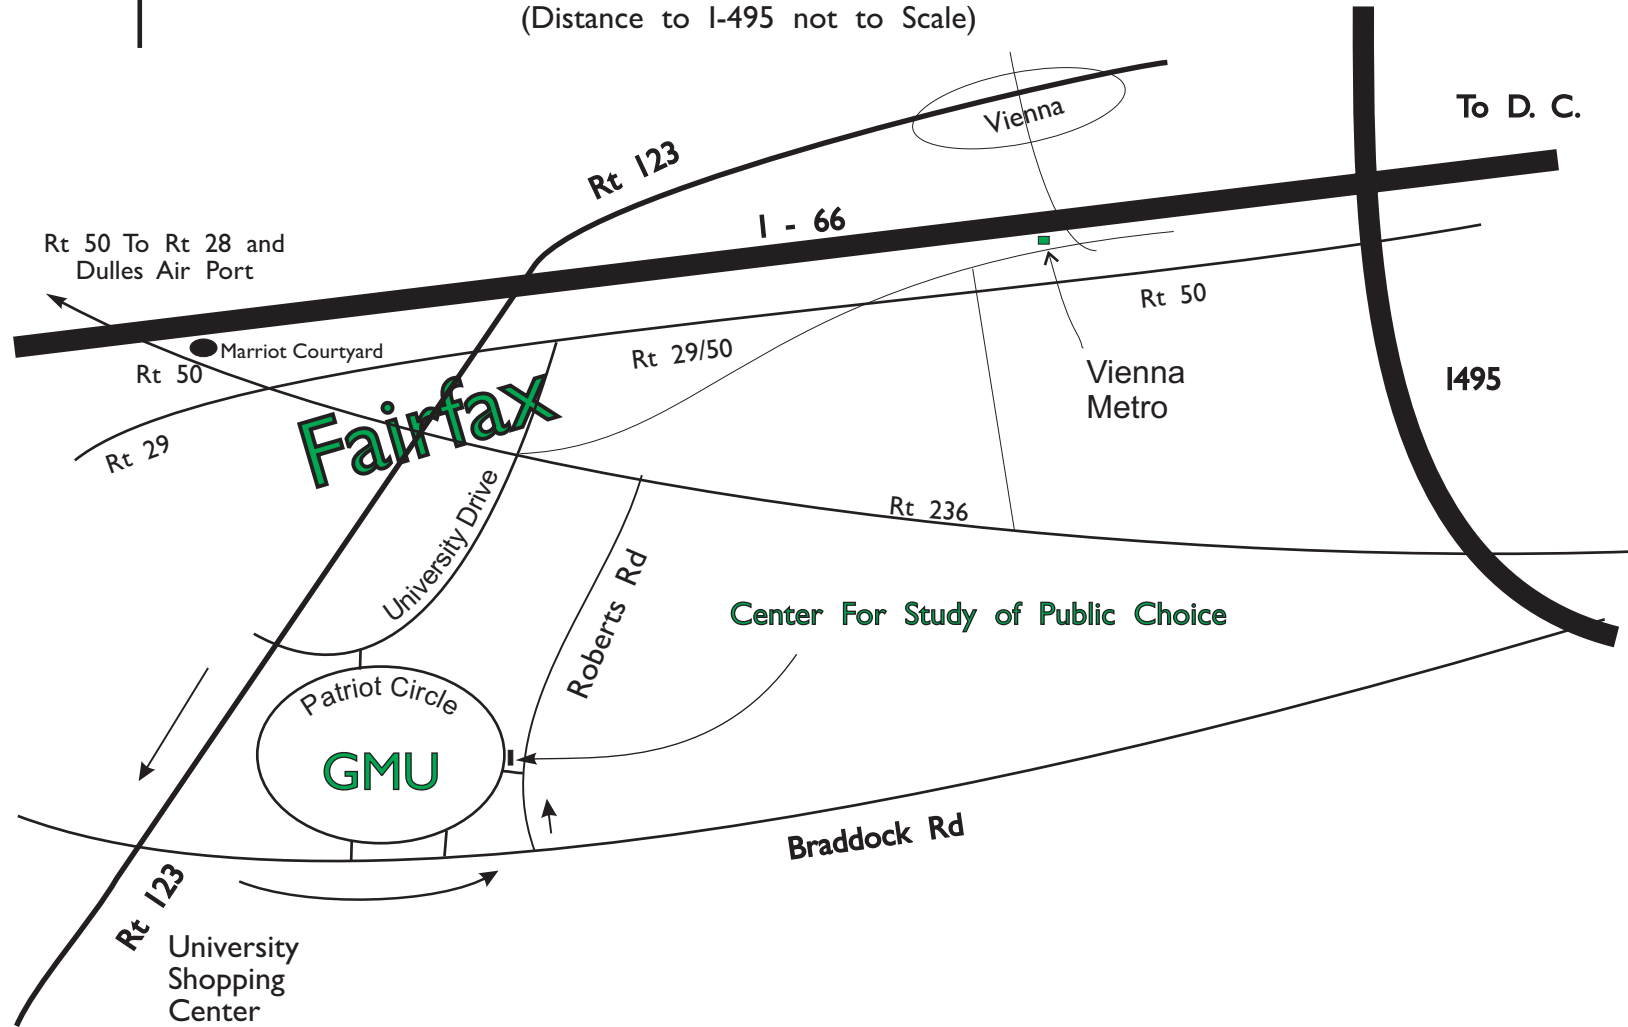 (Distance to I-495 not to Scale)
To D. C.
Vienna
Rt 123
I - 66
Rt 50 To Rt 28 and
Dulles Air Port
Marriot Courtyard
Rt 50
Rt 29/50
Rt 50
Vienna
Metro
I495
Fairfax
Rt 29
University Drive
Rt 236
Roberts Rd
Center For Study of Public Choice
Patriot Circle
GMU
Braddock Rd
Rt 123
University
Shopping
Center